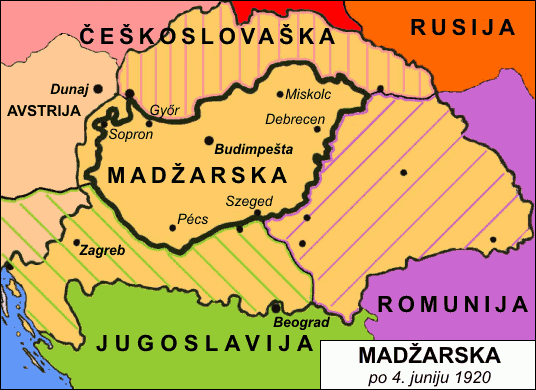 ČEŠKOSLOVAŠKA
RUSIJA
Dunaj
AVSTRIJA
Győr
Sopron
Miskolc
Debrecen
Budimpešta
MADŽARSKA
Szeged
Pécs
Zagreb
ROMUNIJA
Beograd
JUGOSLAVIJA
MADŽARSKA
po 4. juniju 1920